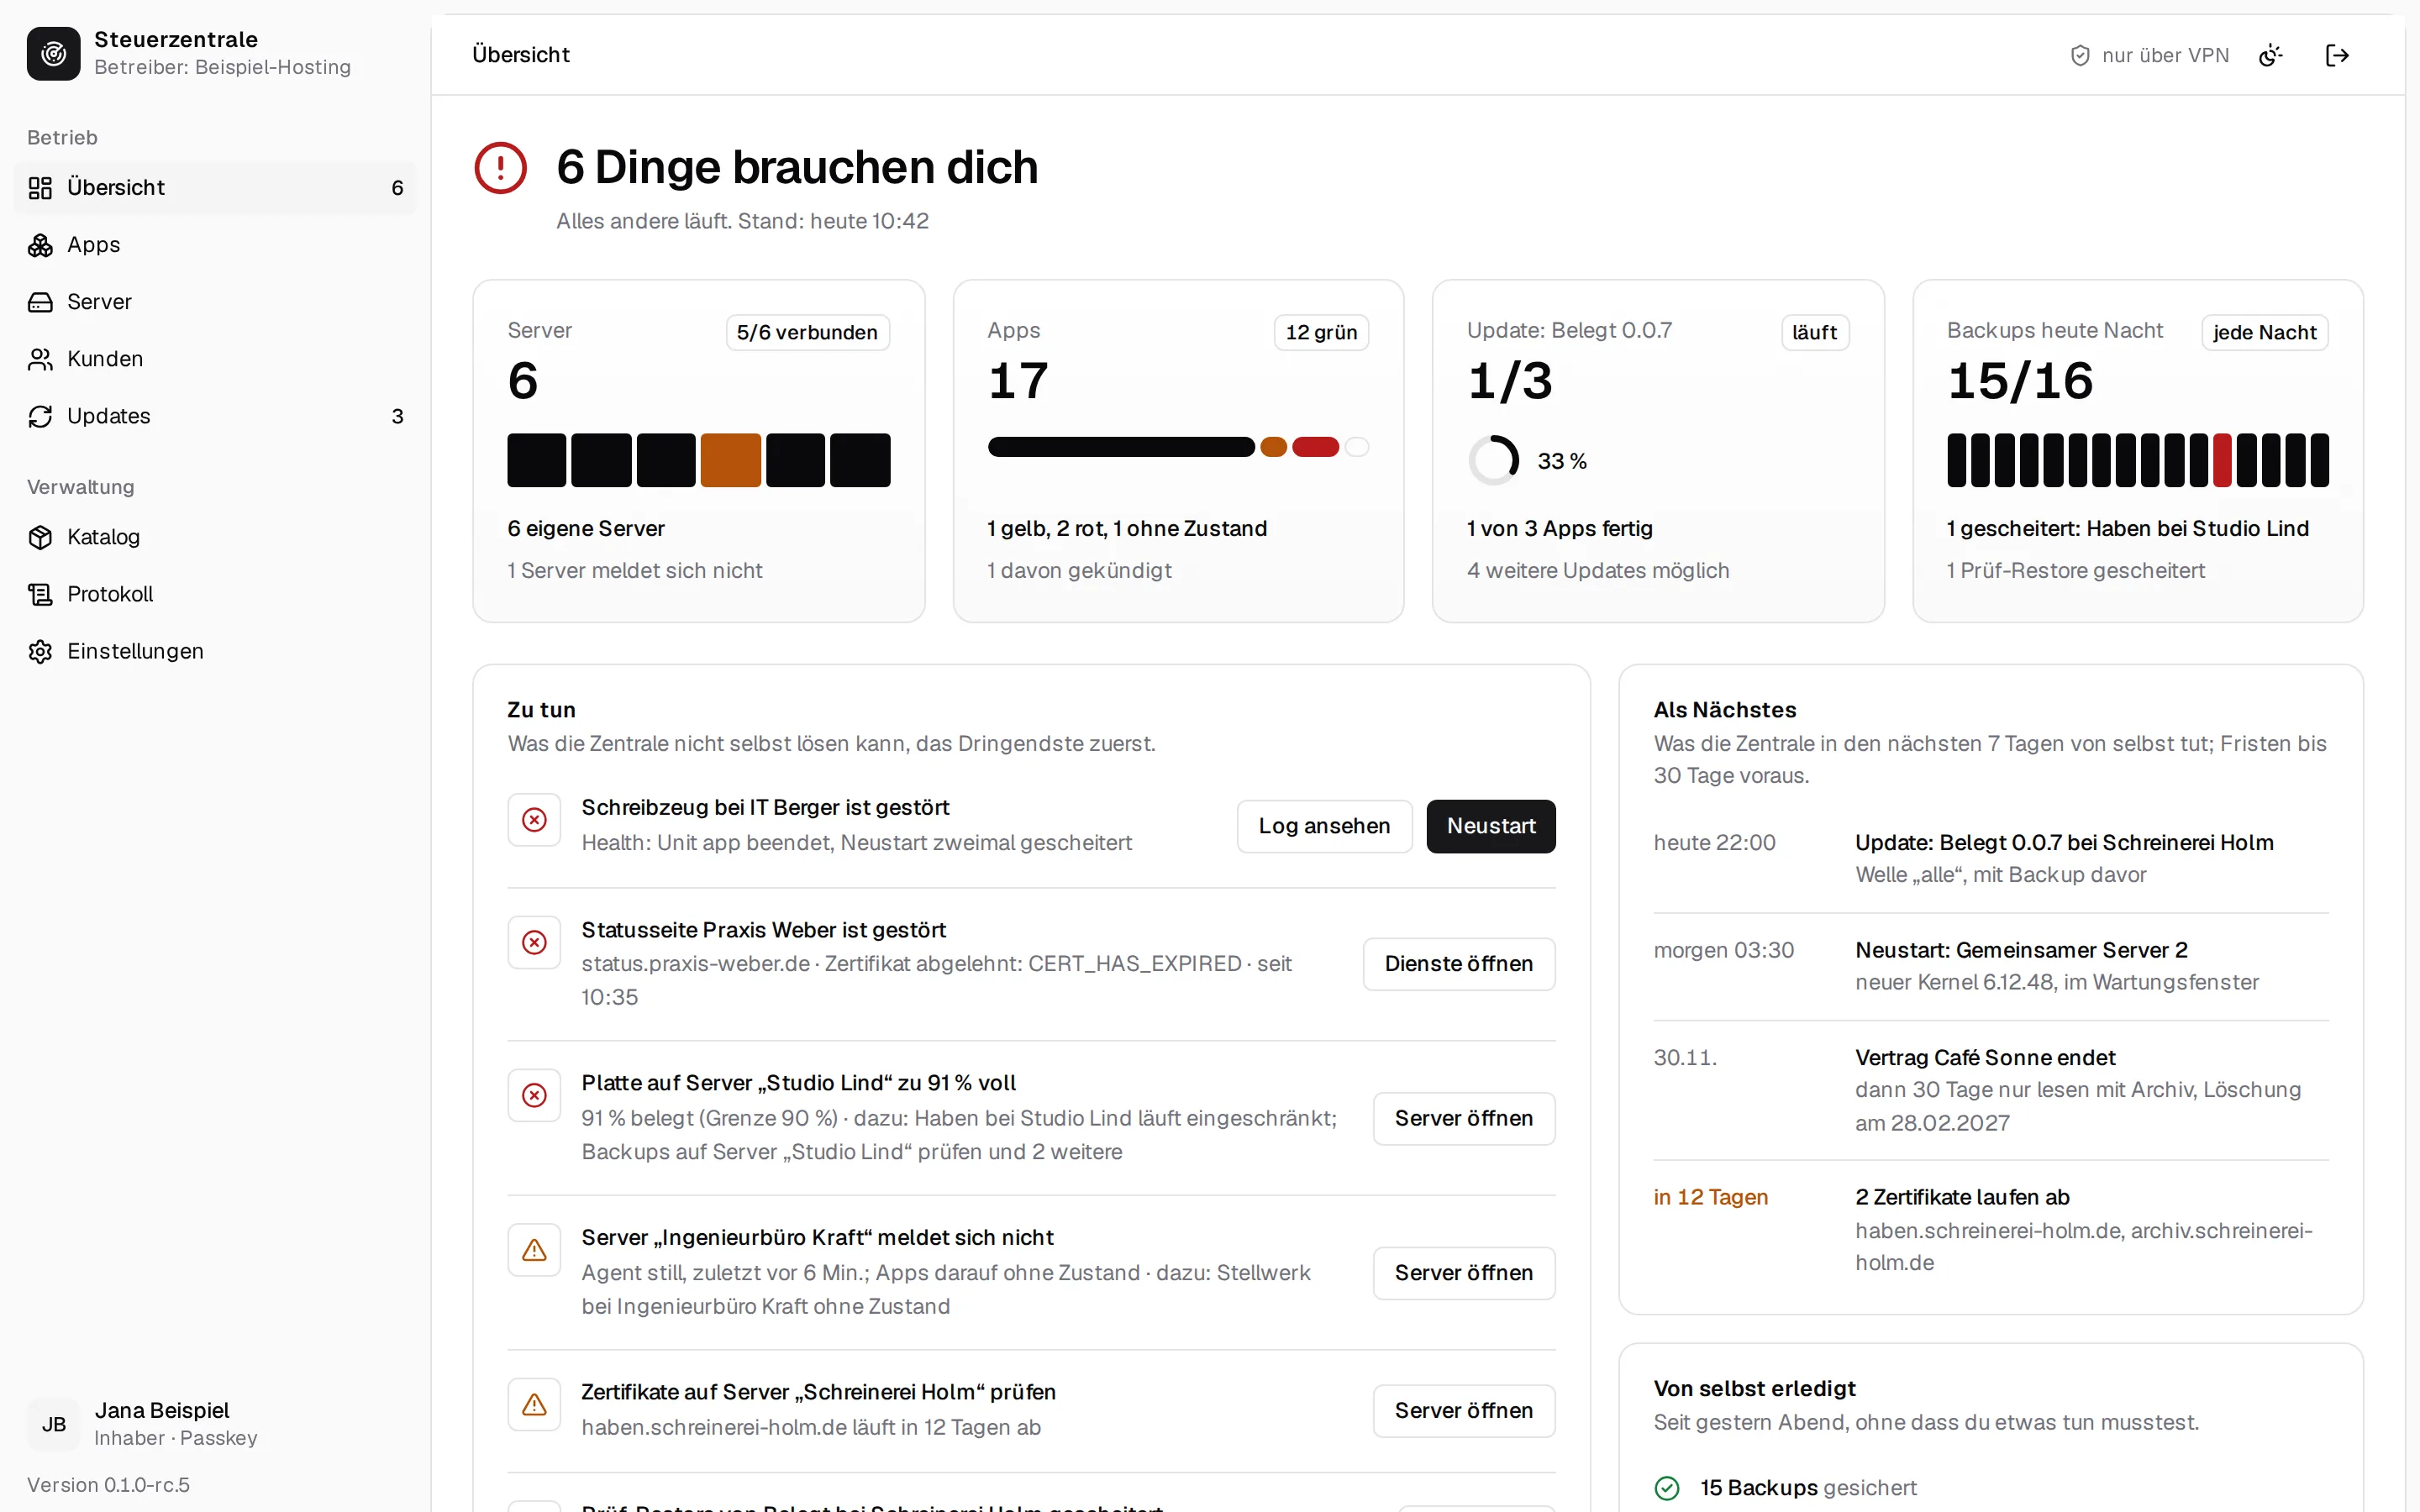 Steuerzentrale
Betreiber: Beispiel-Hosting
Betrieb
Übersicht 6
Apps
Server
Kunden
Updates 3
Verwaltung
Katalog
Protokoll
Einstellungen
JB
Jana Beispiel
Inhaber · Passkey
Version 0.1.0-rc.5
Übersicht
nur über VPN
6 Dinge brauchen dich
Alles andere läuft. Stand: heute 10:42
Server
5/6 verbunden
6
6 eigene Server
1 Server meldet sich nicht
Apps
12 grün
17
1 gelb, 2 rot, 1 ohne Zustand
1 davon gekündigt
Update: Belegt 0.0.7
läuft
1/3
33 %
1 von 3 Apps fertig
4 weitere Updates möglich
Backups heute Nacht
jede Nacht
15/16
1 gescheitert: Haben bei Studio Lind
1 Prüf-Restore gescheitert
Zu tun
Was die Zentrale nicht selbst lösen kann, das Dringendste zuerst.
Schreibzeug bei IT Berger ist gestört
Health: Unit app beendet, Neustart zweimal gescheitert
Log ansehen
Neustart
Statusseite Praxis Weber ist gestört
status.praxis-weber.de · Zertifikat abgelehnt: CERT_HAS_EXPIRED · seit
10:35
Dienste öffnen
Platte auf Server „Studio Lind“ zu 91 % voll
91 % belegt (Grenze 90 %) · dazu: Haben bei Studio Lind läuft eingeschränkt;
Backups auf Server „Studio Lind“ prüfen und 2 weitere
Server öffnen
Server „Ingenieurbüro Kraft“ meldet sich nicht
Agent still, zuletzt vor 6 Min.; Apps darauf ohne Zustand · dazu: Stellwerk
bei Ingenieurbüro Kraft ohne Zustand
Server öffnen
Zertifikate auf Server „Schreinerei Holm“ prüfen
haben.schreinerei-holm.de läuft in 12 Tagen ab
Server öffnen
Prüf-Restore von Belegt bei Schreinerei Holm gescheitert
Als Nächstes
Was die Zentrale in den nächsten 7 Tagen von selbst tut; Fristen bis
30 Tage voraus.
heute 22:00
Update: Belegt 0.0.7 bei Schreinerei Holm
Welle „alle“, mit Backup davor
morgen 03:30
Neustart: Gemeinsamer Server 2
neuer Kernel 6.12.48, im Wartungsfenster
30.11.
Vertrag Café Sonne endet
dann 30 Tage nur lesen mit Archiv, Löschung
am 28.02.2027
in 12 Tagen
2 Zertifikate laufen ab
haben.schreinerei-holm.de, archiv.schreinerei-
holm.de
Von selbst erledigt
Seit gestern Abend, ohne dass du etwas tun musstest.
15 Backups gesichert